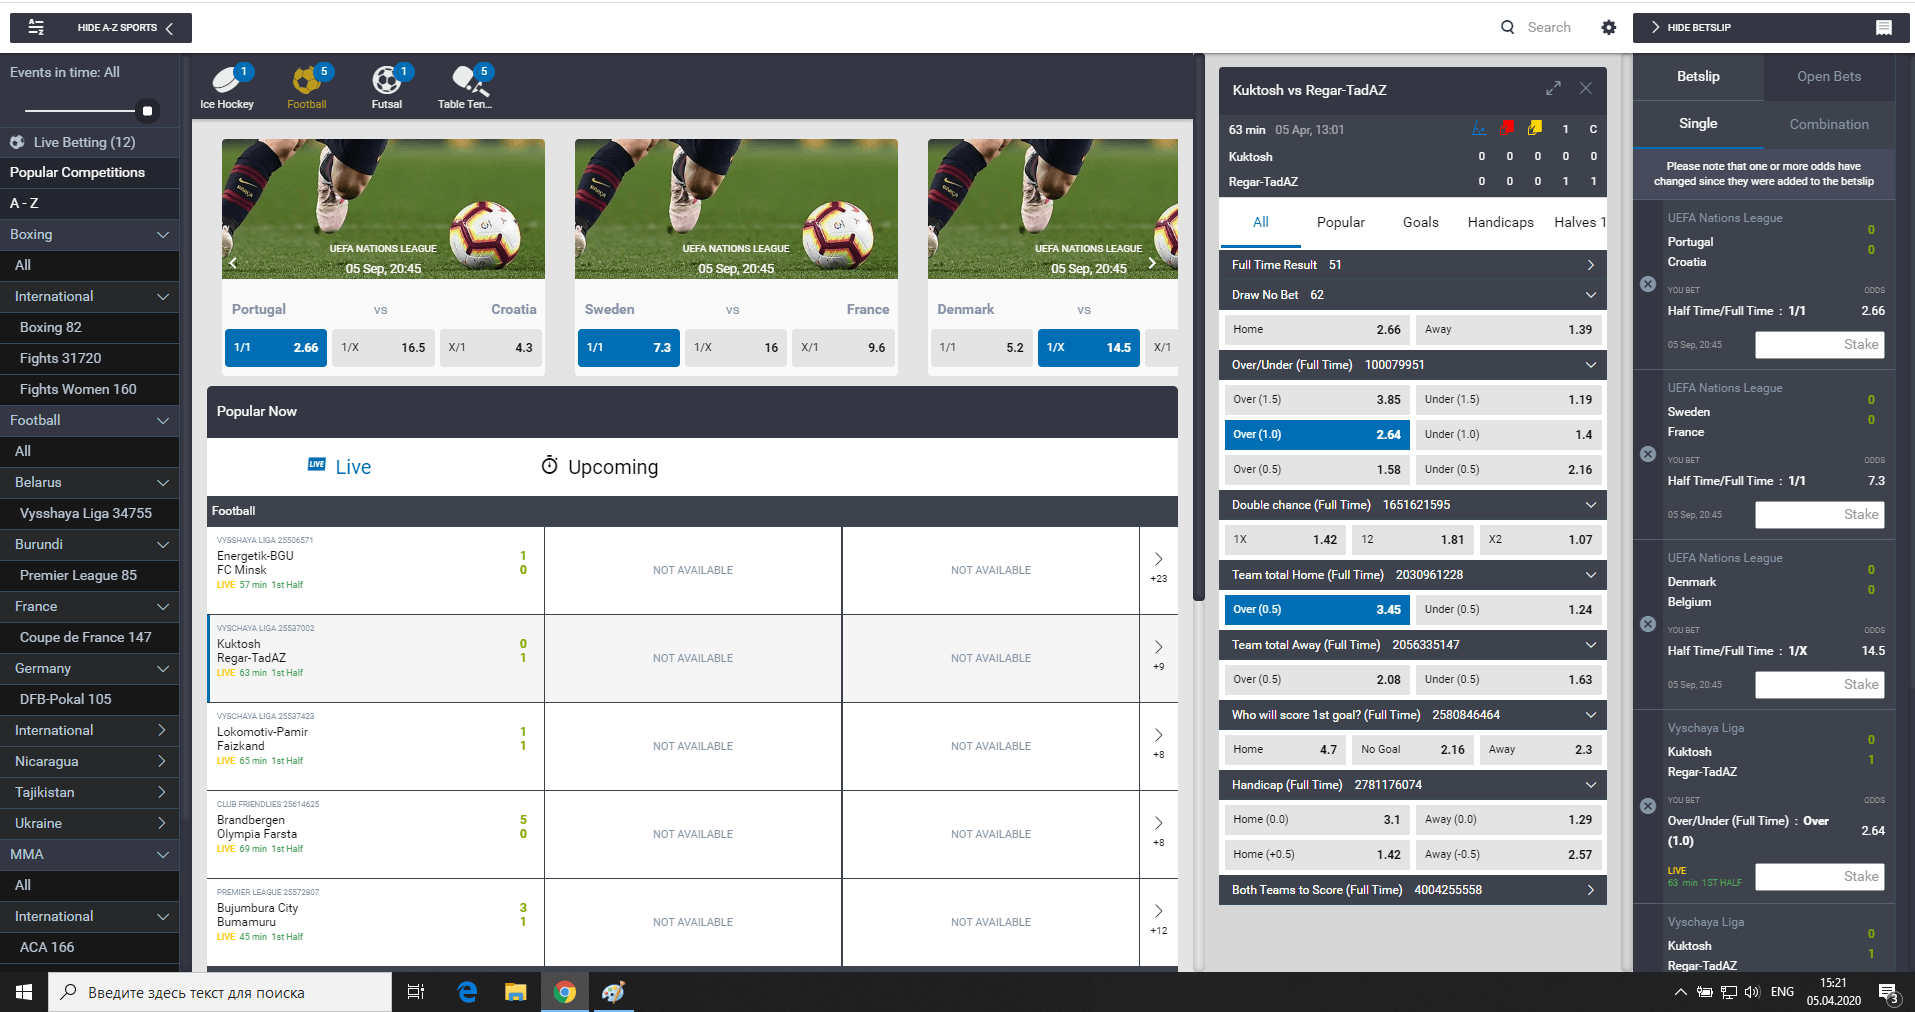 HIDE A-Z SPORTS
Search
HIDE BETSLIP
Events in time: All
Live Betting (12)
Popular Competitions
A - Z
Boxing
All
International
Boxing 82
Fights 31720
Fights Women 160
Football
All
Belarus
Vysshaya Liga 34755
Burundi
Premier League 85
France
Coupe de France 147
Germany
DFB-Pokal 105
International
Nicaragua
Tajikistan
Ukraine
MMA
All
International
ACA 166
1 5 1 5
Ice Hockey Football Futsal Table Ten...
UEFA NATIONS LEAGUE
05 Sep, 20:45
Portugal vs Croatia
1/1 2.66 1/X 16.5 X/1 4.3
UEFA NATIONS LEAGUE
05 Sep, 20:45
Sweden vs France
1/1 7.3 1/X 16 X/1 9.6
UEFA NATIONS LEAGUE
05 Sep, 20:45
Denmark vs
1/1 5.2 1/X 14.5 X/1
Popular Now
LIVE Live Upcoming
Football
VYSSHAYA LIGA 25506571
Energetik-BGU 1
FC Minsk 0
LIVE 57 min 1st Half
NOT AVAILABLE NOT AVAILABLE
+23
VYSCHAYA LIGA 25537002
Kuktosh 0
Regar-TadAZ 1
LIVE 63 min 1st Half
NOT AVAILABLE NOT AVAILABLE
+9
VYSCHAYA LIGA 25537423
Lokomotiv-Pamir 1
Faizkand 1
LIVE 65 min 1st Half
NOT AVAILABLE NOT AVAILABLE
+8
CLUB FRIENDLIES 25614625
Brandbergen 5
Olympia Farsta 0
LIVE 69 min 1st Half
NOT AVAILABLE NOT AVAILABLE
+8
PREMIER LEAGUE 25572807
Bujumbura City 3
Bumamuru 1
LIVE 45 min 1st Half
NOT AVAILABLE NOT AVAILABLE
+12
Kuktosh vs Regar-TadAZ
63 min 05 Apr, 13:01 1 C
Kuktosh 0 0 0 0 0
Regar-TadAZ 0 0 0 1 1
All Popular Goals Handicaps Halves 1
Full Time Result 51
Draw No Bet 62
Home 2.66 Away 1.39
Over/Under (Full Time) 100079951
Over (1.5) 3.85 Under (1.5) 1.19
Over (1.0) 2.64 Under (1.0) 1.4
Over (0.5) 1.58 Under (0.5) 2.16
Double chance (Full Time) 1651621595
1X 1.42 12 1.81 X2 1.07
Team total Home (Full Time) 2030961228
Over (0.5) 3.45 Under (0.5) 1.24
Team total Away (Full Time) 2056335147
Over (0.5) 2.08 Under (0.5) 1.63
Who will score 1st goal? (Full Time) 2580846464
Home 4.7 No Goal 2.16 Away 2.3
Handicap (Full Time) 2781176074
Home (0.0) 3.1 Away (0.0) 1.29
Home (+0.5) 1.42 Away (-0.5) 2.57
Both Teams to Score (Full Time) 4004255558
Betslip Open Bets
Single Combination
Please note that one or more odds have
changed since they were added to the betslip
UEFA Nations League
Portugal 0
Croatia 0
YOU BET ODDS
Half Time/Full Time : 1/1 2.66
05 Sep, 20:45 Stake
UEFA Nations League
Sweden 0
France 0
YOU BET ODDS
Half Time/Full Time : 1/1 7.3
05 Sep, 20:45 Stake
UEFA Nations League
Denmark 0
Belgium 0
YOU BET ODDS
Half Time/Full Time : 1/X 14.5
05 Sep, 20:45 Stake
Vyschaya Liga
Kuktosh 0
Regar-TadAZ 1
YOU BET ODDS
Over/Under (Full Time) : Over
(1.0) 2.64
LIVE
63 min 1ST HALF Stake
Vyschaya Liga
Kuktosh 0
Regar-TadAZ 1
Введите здесь текст для поиска
ENG
15:21
05.04.2020
3